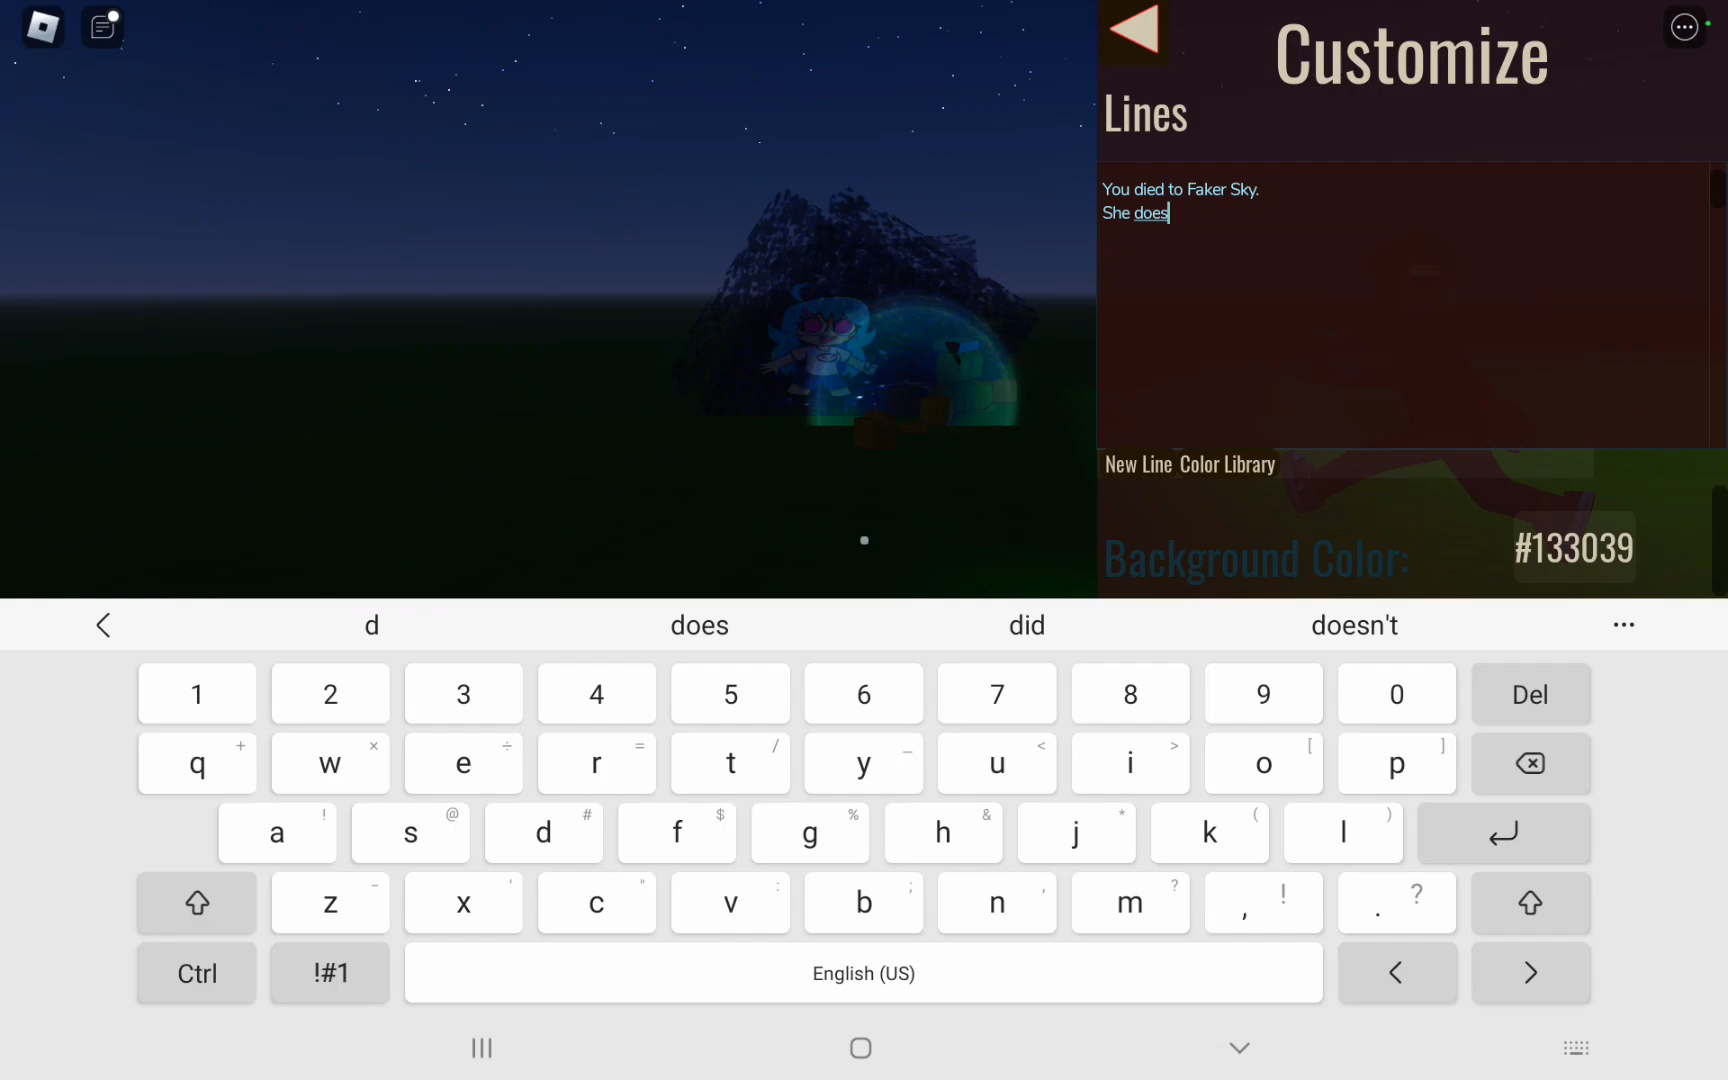 Customize
Lines
You died to Faker Sky.
She does
New Line Color Library
Background Color: #133039
d does did doesn't ...
1 2 3 4 5 6 7 8 9 0 Del
+ × ÷ = / _ < > [ ]
q w e r t y u i o p
! @ # $ % & * ( )
a s d f g h j k l
- ' " : ; , ? ! ?
z x c v b n m , .
Ctrl !#1 English (US) < >